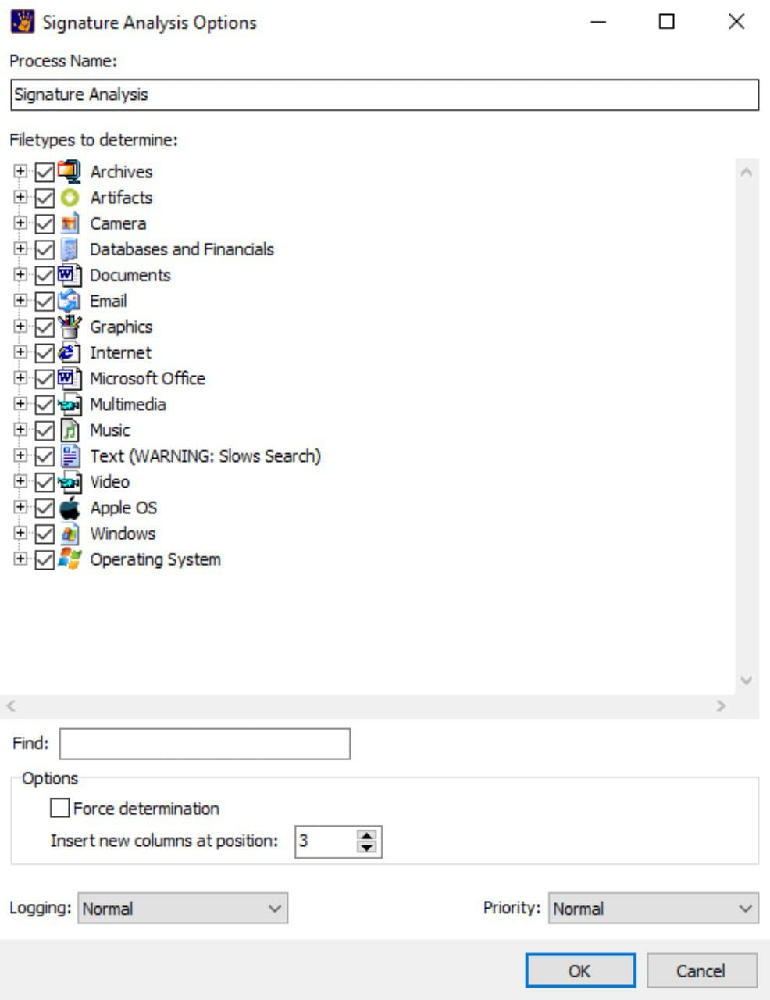 Signature Analysis Options
Process Name:
Signature Analysis
Filetypes to determine:
Archives
Artifacts
Camera
Databases and Financials
Documents
Email
Graphics
Internet
Microsoft Office
Multimedia
Music
Text (WARNING: Slows Search)
Video
Apple OS
Windows
Operating System
Find:
Options
Force determination
Insert new columns at position: 3
Logging: Normal Priority: Normal
OK Cancel